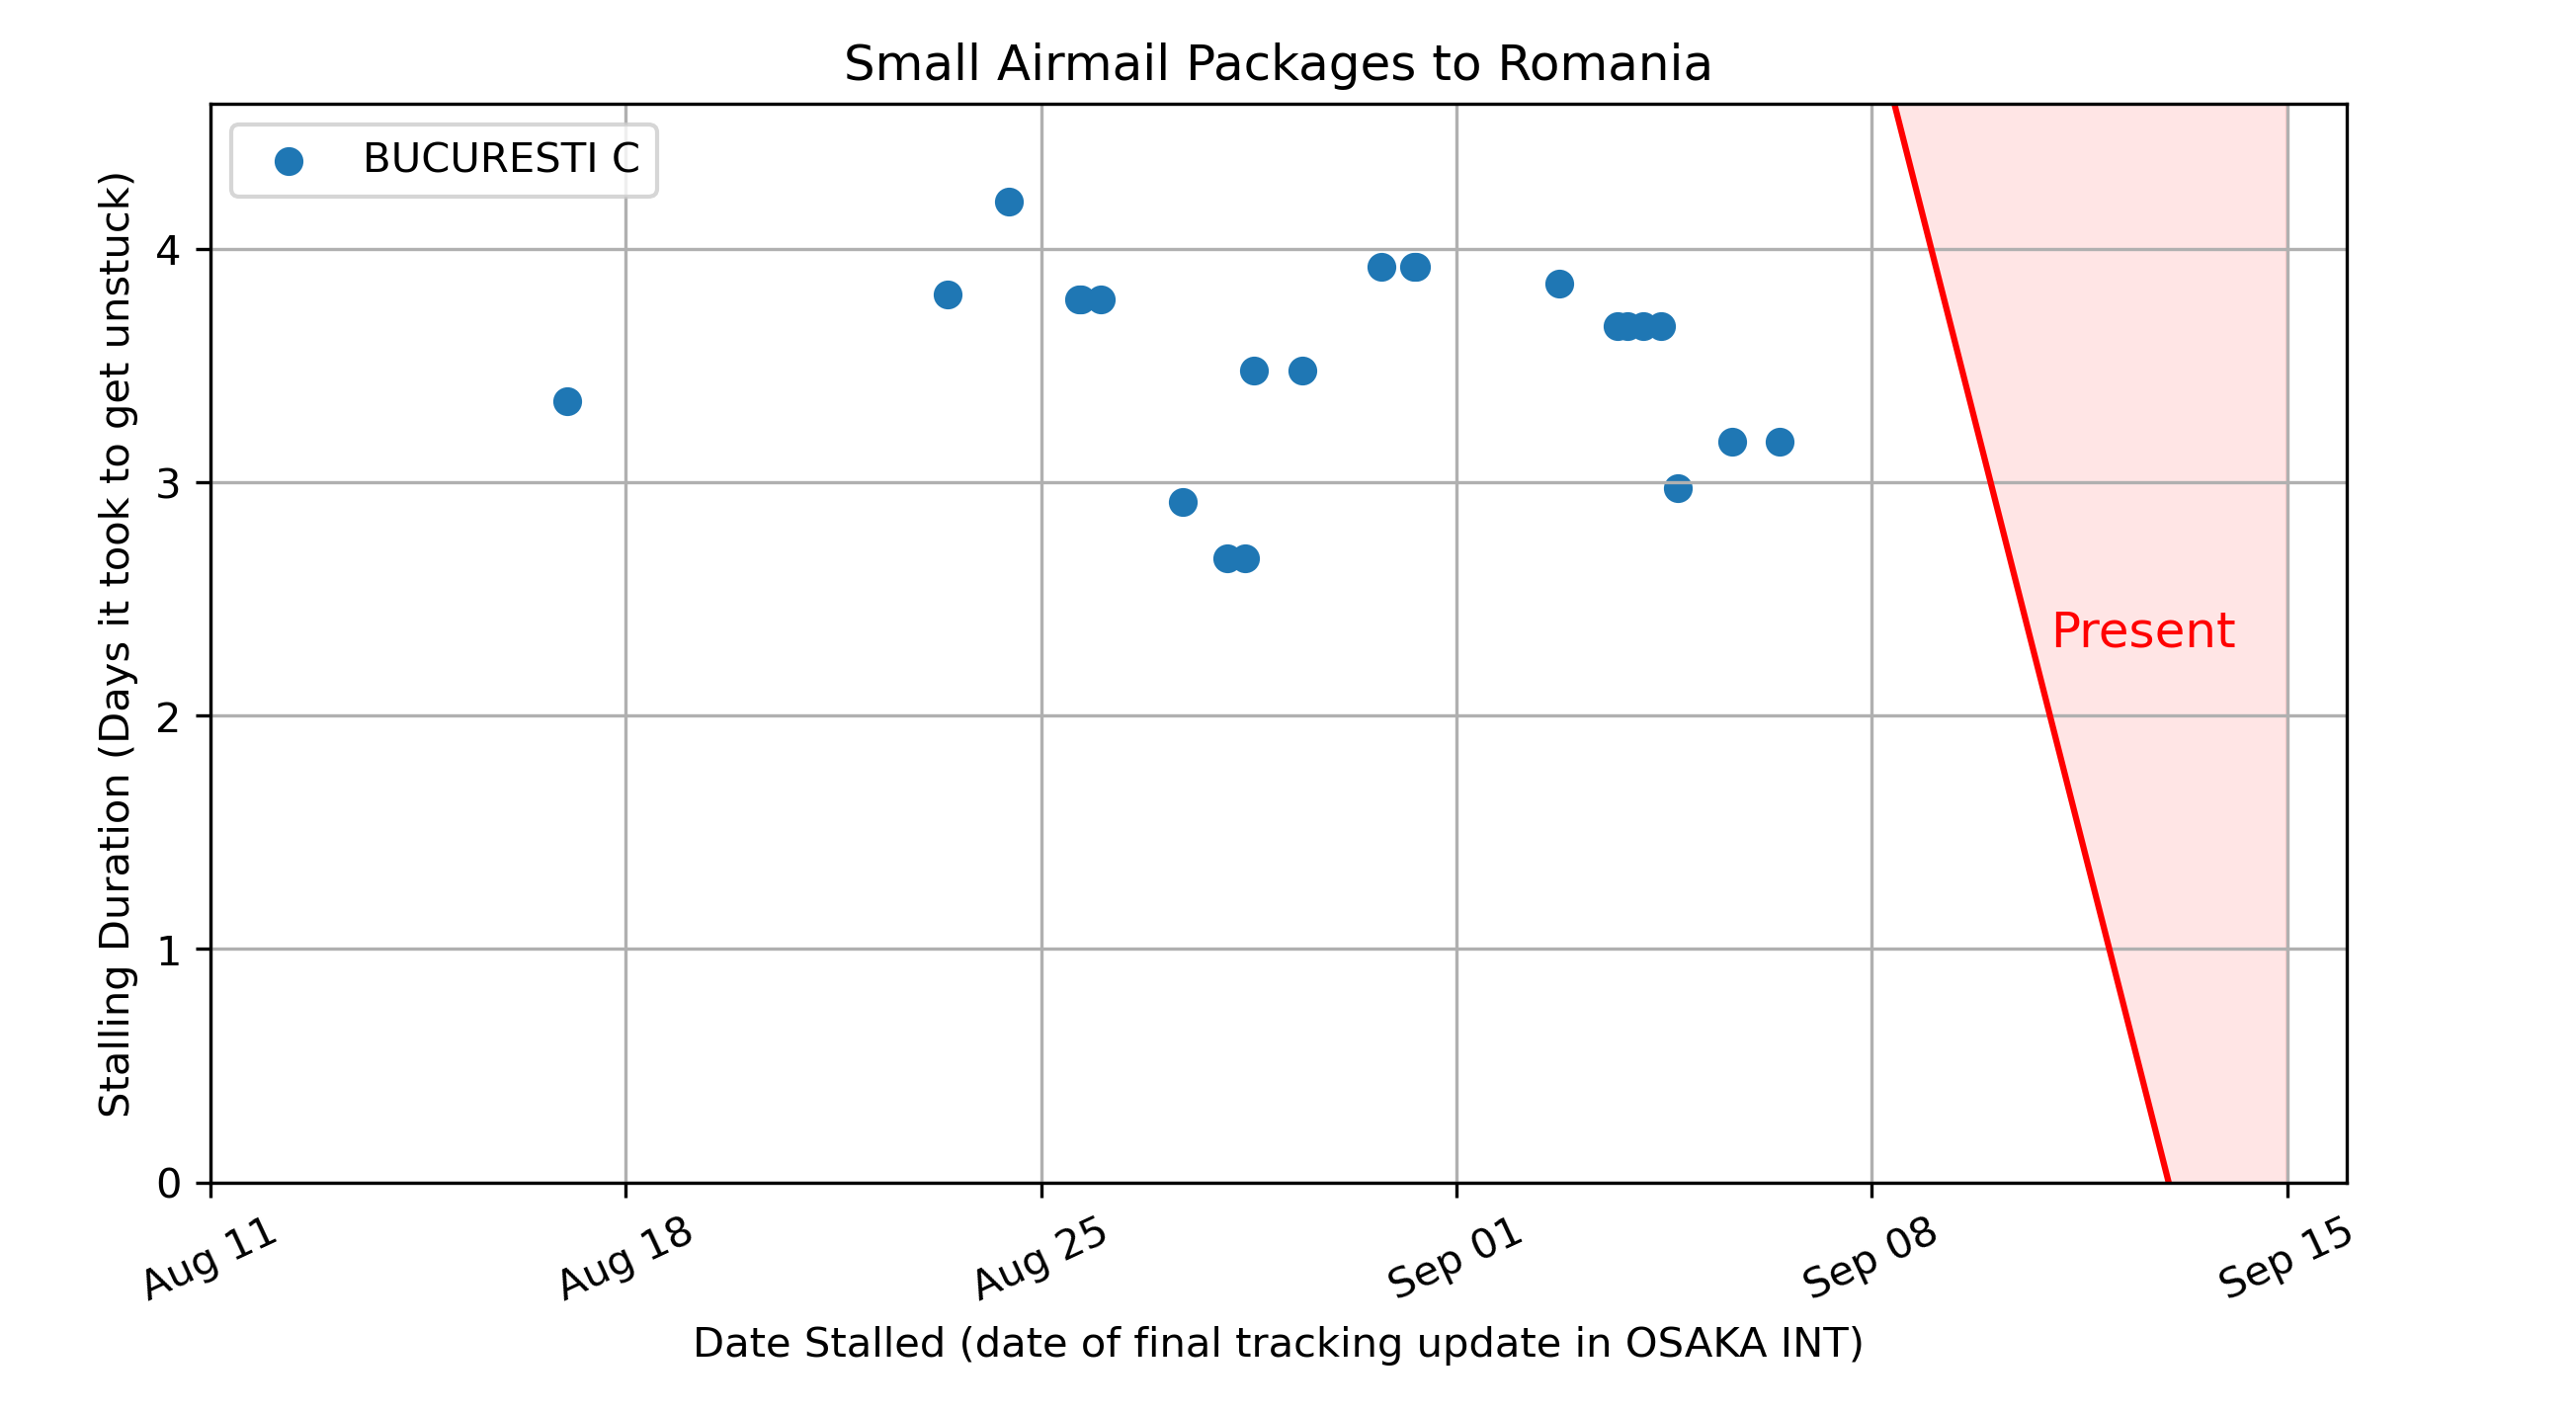 Small Airmail Packages to Romania
BUCURESTI C
Stalling Duration (Days it took to get unstuck)
4
3
2
1
0
Present
Aug 11
Aug 18
Aug 25
Sep 01
Sep 08
Sep 15
Date Stalled (date of final tracking update in OSAKA INT)